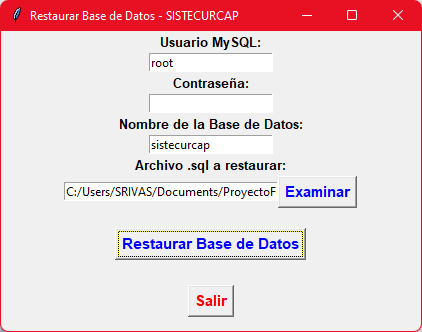 Restaurar Base de Datos - SISTECURCAP
Usuario MySQL:
root
Contraseña:
Nombre de la Base de Datos:
sistecurcap
Archivo .sql a restaurar:
C:/Users/SRIVAS/Documents/ProyectoF Examinar
Restaurar Base de Datos
Salir